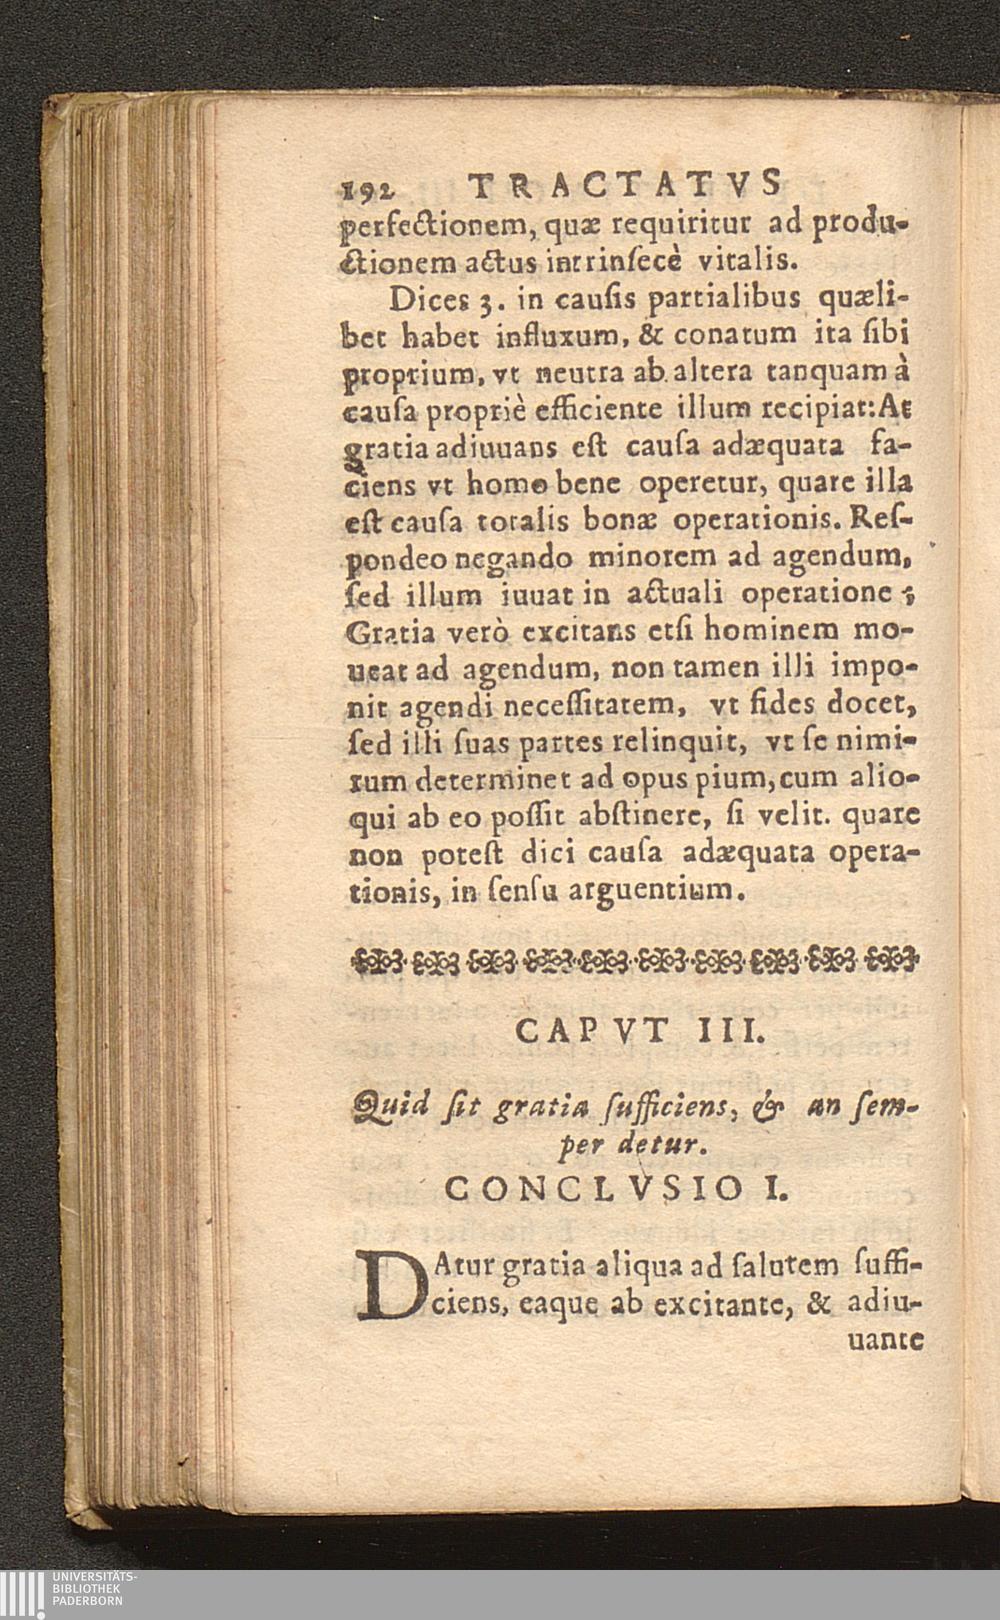 192 TRACTATVS
perfectionem, quæ requiritur ad produ-
ctionem actus intrinſecè vitalis.
Dices 3. in cauſis partialibus quæli-
bet habet influxum, & conatum ita ſibi
proprium, vt neutra ab altera tanquam à
cauſa propriè efficiente illum recipiat: At
gratia adiuuans eſt cauſa adæquata fa-
ciens vt homo bene operetur, quare illa
eſt cauſa totalis bonæ operationis. Reſ-
pondeo negando minorem ad agendum,
ſed illum iuuat in actuali operatione ;
Gratia verò excitans etſi hominem mo-
ueat ad agendum, non tamen illi impo-
nit agendi neceſſitatem, vt fides docet,
ſed illi ſuas partes relinquit, vt ſe nimi-
rum determinet ad opus pium, cum alio-
qui ab eo poſſit abſtinere, ſi velit. quare
non poteſt dici cauſa adæquata opera-
tionis, in ſenſu arguentium.
CAPVT III.
Quid ſit gratia ſufficiens, & an ſem-
per detur.
CONCLVSIO I.
DAtur gratia aliqua ad ſalutem ſuffi-
ciens, eaque ab excitante, & adiu-
uante
UNIVERSITÄTS-
BIBLIOTHEK
PADERBORN